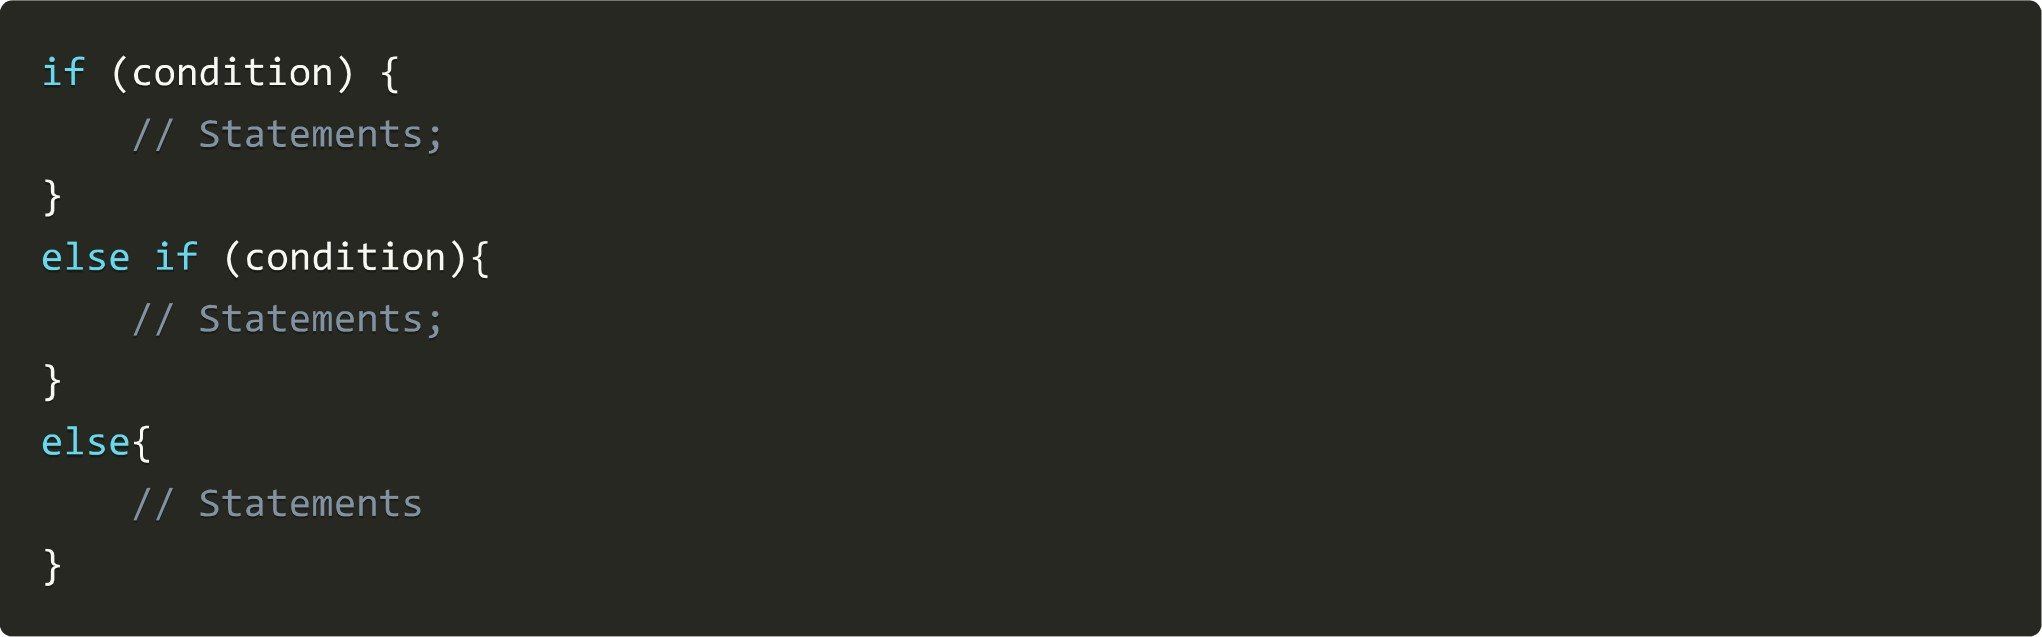 if (condition) {
    // Statements;
}
else if (condition){
    // Statements;
}
else{
    // Statements
}